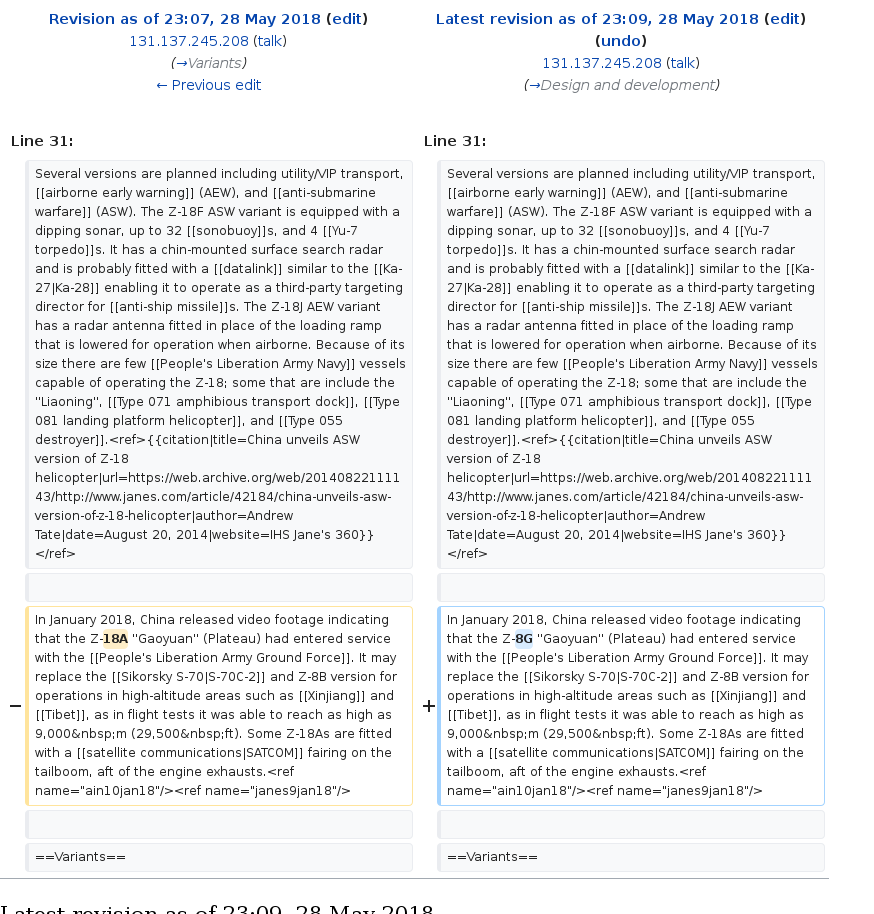 Revision as of 23:07, 28 May 2018 (edit)
131.137.245.208 (talk)
(→Variants)
← Previous edit
Latest revision as of 23:09, 28 May 2018 (edit)
(undo)
131.137.245.208 (talk)
(→Design and development)
Line 31:
Several versions are planned including utility/VIP transport,
[[airborne early warning]] (AEW), and [[anti-submarine
warfare]] (ASW). The Z-18F ASW variant is equipped with a
dipping sonar, up to 32 [[sonobuoy]]s, and 4 [[Yu-7
torpedo]]s. It has a chin-mounted surface search radar
and is probably fitted with a [[datalink]] similar to the [[Ka-
27|Ka-28]] enabling it to operate as a third-party targeting
director for [[anti-ship missile]]s. The Z-18J AEW variant
has a radar antenna fitted in place of the loading ramp
that is lowered for operation when airborne. Because of its
size there are few [[People's Liberation Army Navy]] vessels
capable of operating the Z-18; some that are include the
''Liaoning'', [[Type 071 amphibious transport dock]], [[Type
081 landing platform helicopter]], and [[Type 055
destroyer]].<ref>{{citation|title=China unveils ASW
version of Z-18
helicopter|url=https://web.archive.org/web/201408221111
43/http://www.janes.com/article/42184/china-unveils-asw-
version-of-z-18-helicopter|author=Andrew
Tate|date=August 20, 2014|website=IHS Jane's 360}}
</ref>
In January 2018, China released video footage indicating
that the Z-18A ''Gaoyuan'' (Plateau) had entered service
with the [[People's Liberation Army Ground Force]]. It may
replace the [[Sikorsky S-70|S-70C-2]] and Z-8B version for
operations in high-altitude areas such as [[Xinjiang]] and
− [[Tibet]], as in flight tests it was able to reach as high as
9,000&nbsp;m (29,500&nbsp;ft). Some Z-18As are fitted
with a [[satellite communications|SATCOM]] fairing on the
tailboom, aft of the engine exhausts.<ref
name="ain10jan18"/><ref name="janes9jan18"/>
==Variants==
Line 31:
Several versions are planned including utility/VIP transport,
[[airborne early warning]] (AEW), and [[anti-submarine
warfare]] (ASW). The Z-18F ASW variant is equipped with a
dipping sonar, up to 32 [[sonobuoy]]s, and 4 [[Yu-7
torpedo]]s. It has a chin-mounted surface search radar
and is probably fitted with a [[datalink]] similar to the [[Ka-
27|Ka-28]] enabling it to operate as a third-party targeting
director for [[anti-ship missile]]s. The Z-18J AEW variant
has a radar antenna fitted in place of the loading ramp
that is lowered for operation when airborne. Because of its
size there are few [[People's Liberation Army Navy]] vessels
capable of operating the Z-18; some that are include the
''Liaoning'', [[Type 071 amphibious transport dock]], [[Type
081 landing platform helicopter]], and [[Type 055
destroyer]].<ref>{{citation|title=China unveils ASW
version of Z-18
helicopter|url=https://web.archive.org/web/201408221111
43/http://www.janes.com/article/42184/china-unveils-asw-
version-of-z-18-helicopter|author=Andrew
Tate|date=August 20, 2014|website=IHS Jane's 360}}
</ref>
In January 2018, China released video footage indicating
that the Z-8G ''Gaoyuan'' (Plateau) had entered service
with the [[People's Liberation Army Ground Force]]. It may
replace the [[Sikorsky S-70|S-70C-2]] and Z-8B version for
operations in high-altitude areas such as [[Xinjiang]] and
+ [[Tibet]], as in flight tests it was able to reach as high as
9,000&nbsp;m (29,500&nbsp;ft). Some Z-18As are fitted
with a [[satellite communications|SATCOM]] fairing on the
tailboom, aft of the engine exhausts.<ref
name="ain10jan18"/><ref name="janes9jan18"/>
==Variants==
Latest revision as of 23:09, 28 May 2018